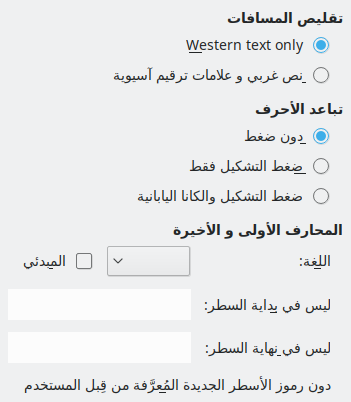 تقليص المسافات
Western text only
نص غربي و علامات ترقيم آسيوية
تباعد الأحرف
دون ضغط
ضغط التشكيل فقط
ضغط التشكيل والكانا اليابانية
المحارف الأولى و الأخيرة
اللغة: المبدئي
ليس في بداية السطر:
ليس في نهاية السطر:
دون رموز الأسطر الجديدة المُعرَّفة من قِبل المستخدم